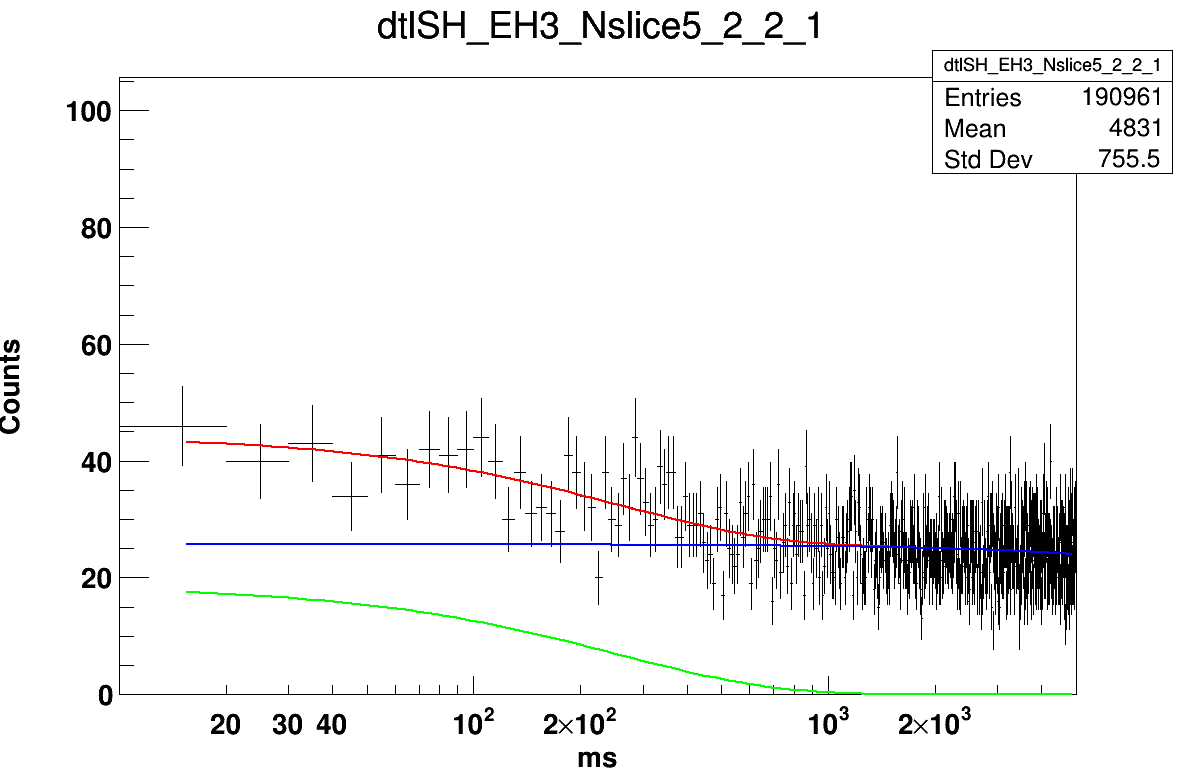 dtlSH_EH3_Nslice5_2_2_1
dtlSH_EH3_Nslice5_2_2_1
Entries 190961
Mean 4831
Std Dev 755.5
100
80
60
40
20
0
Counts
20 30 40 10² 2×10² 10³ 2×10³
ms